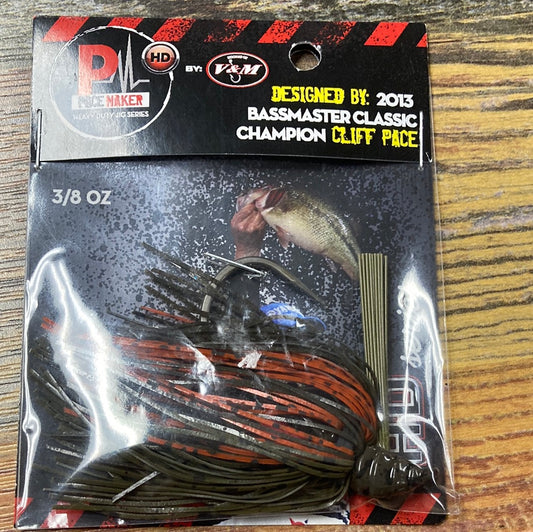 P
HD
PACE MAKER
HEAVY DUTY JIG SERIES
BY:
V&M
DESIGNED BY: 2013
BASSMASTER CLASSIC
CHAMPION CLIFF PACE
3/8 OZ
HD